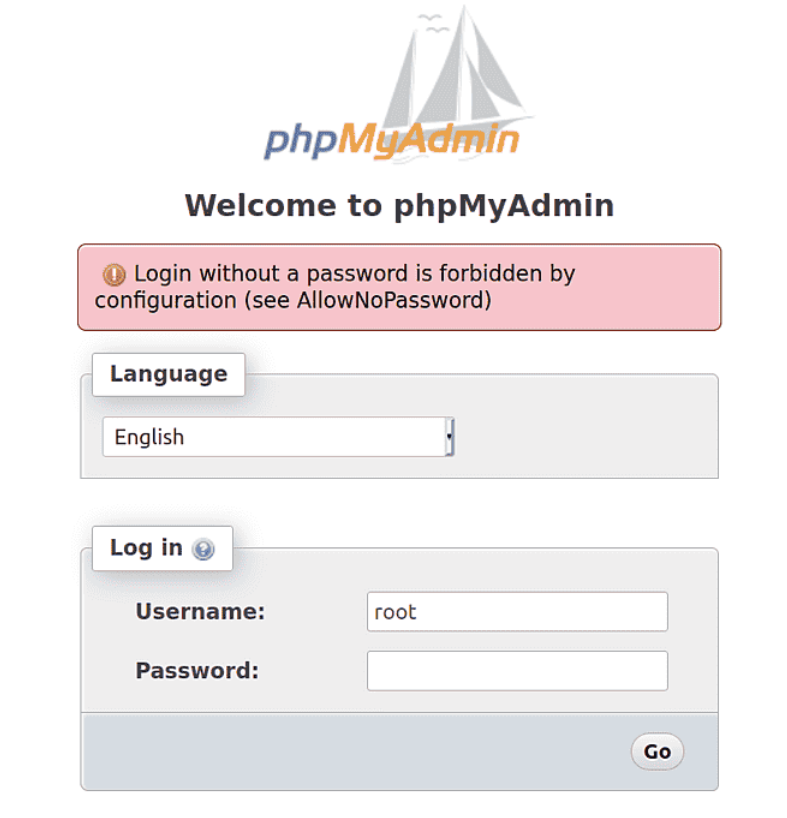 phpMyAdmin
Welcome to phpMyAdmin
Login without a password is forbidden by
configuration (see AllowNoPassword)
Language
English
Log in
Username:
root
Password:
Go